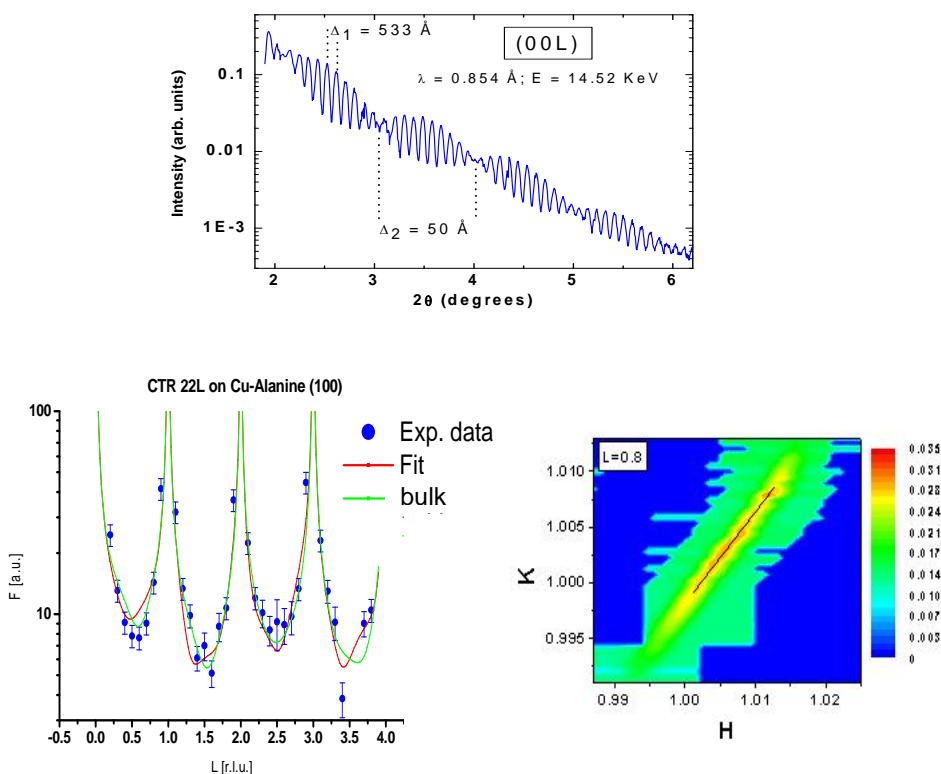 Δ1 = 533 Å
(00L)
λ = 0.854 Å; E = 14.52 KeV
Δ2 = 50 Å
Intensity (arb. units)
0.1
0.01
1E-3
2 3 4 5 6
2θ (degrees)
CTR 22L on Cu-Alanine (100)
Exp. data
Fit
bulk
F [a.u.]
100
10
-0.5 0.0 0.5 1.0 1.5 2.0 2.5 3.0 3.5 4.0
L [r.l.u.]
L=0.8
K
1.010
1.005
1.000
0.995
0.99 1.00 1.01 1.02
H
0.035
0.031
0.028
0.024
0.021
0.017
0.014
0.010
0.007
0.003
0